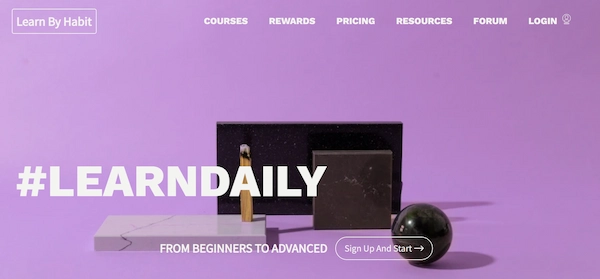 Learn By Habit
COURSES REWARDS PRICING RESOURCES FORUM LOGIN
#LEARNDAILY
FROM BEGINNERS TO ADVANCED
Sign Up And Start →